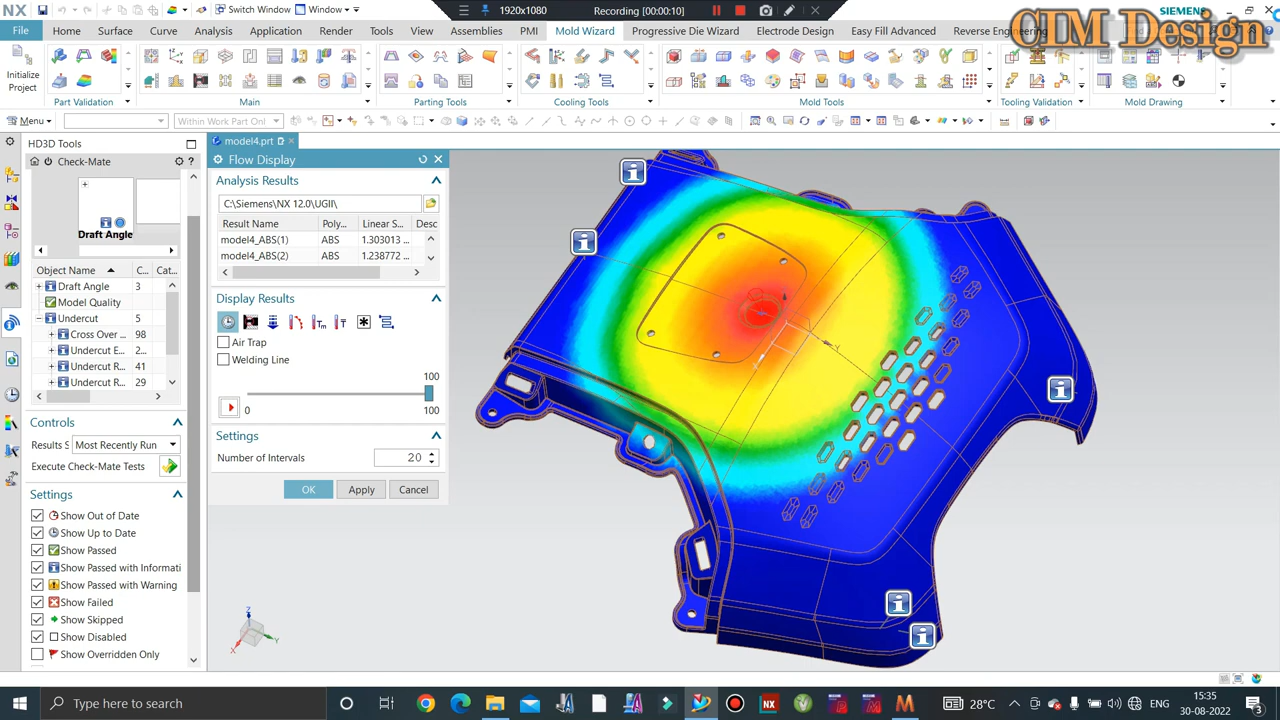 NX
Switch Window
Window
1920x1080
Recording [00:00:10]
SIEMENS
CIM Design
File
Home
Surface
Curve
Analysis
Application
Render
Tools
View
Assemblies
PMI
Mold Wizard
Progressive Die Wizard
Electrode Design
Easy Fill Advanced
Reverse Engineering
Initialize
Project
Part Validation
Main
Parting Tools
Cooling Tools
Mold Tools
Tooling Validation
Mold Drawing
Menu
Within Work Part Only
HD3D Tools
Check-Mate
Draft Angle
Object Name
C...
Cat.
Draft Angle
3
Model Quality
Undercut
5
Cross Over ...
98
Undercut E...
2...
Undercut R...
41
Undercut R...
29
Controls
Results S
Most Recently Run
Execute Check-Mate Tests
Settings
Show Out of Date
Show Up to Date
Show Passed
Show Passed with Informati
Show Passed with Warning
Show Failed
Show Skipped
Show Disabled
Show Overridden Only
model4.prt
Flow Display
Analysis Results
C:\Siemens\NX 12.0\UGII\
Result Name
Poly...
Linear S...
Desc
model4_ABS(1)
ABS
1.303013 ...
model4_ABS(2)
ABS
1.238772 ...
Display Results
Air Trap
Welding Line
100
0
100
Settings
Number of Intervals
20
OK
Apply
Cancel
Z
Y
X
Type here to search
28°C
ENG
15:35
30-08-2022
3